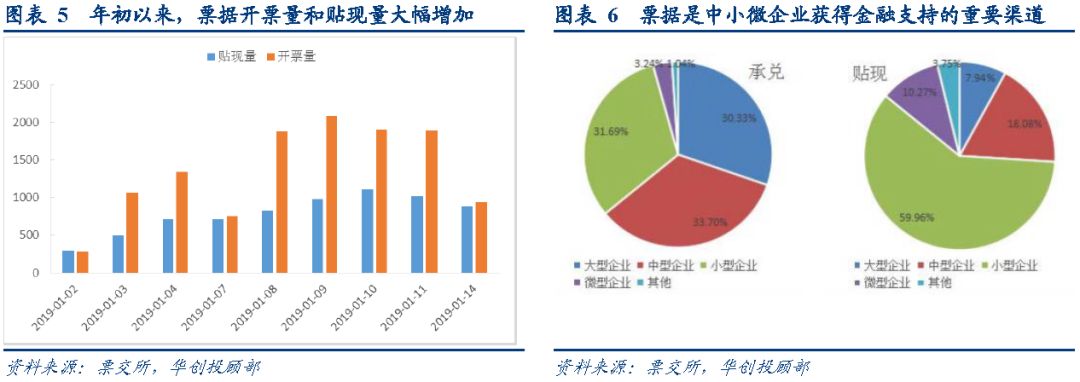 图表 5 年初以来，票据开票量和贴现量大幅增加
贴现量 开票量
2500
2000
1500
1000
500
0
2019-01-02
2019-01-03
2019-01-04
2019-01-07
2019-01-08
2019-01-09
2019-01-10
2019-01-11
2019-01-14
资料来源：票交所，华创投顾部
图表 6 票据是中小微企业获得金融支持的重要渠道
承兑
3.24%
1.04%
30.33%
31.69%
33.70%
大型企业 中型企业 小型企业
微型企业 其他
贴现
3.75%
7.94%
10.27%
18.08%
59.96%
大型企业 中型企业 小型企业
微型企业 其他
资料来源：票交所，华创投顾部